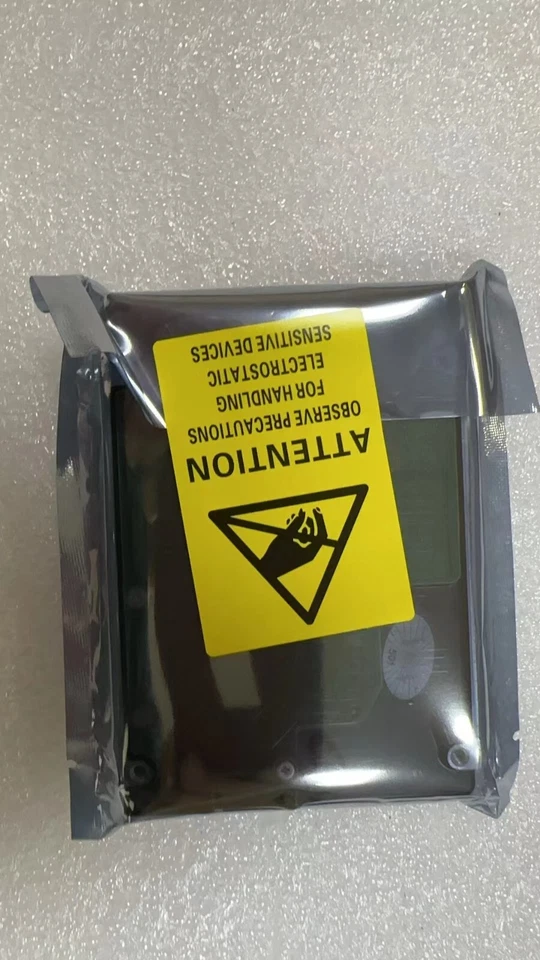 ATTENTION
OBSERVE PRECAUTIONS
FOR HANDLING
ELECTROSTATIC
SENSITIVE DEVICES